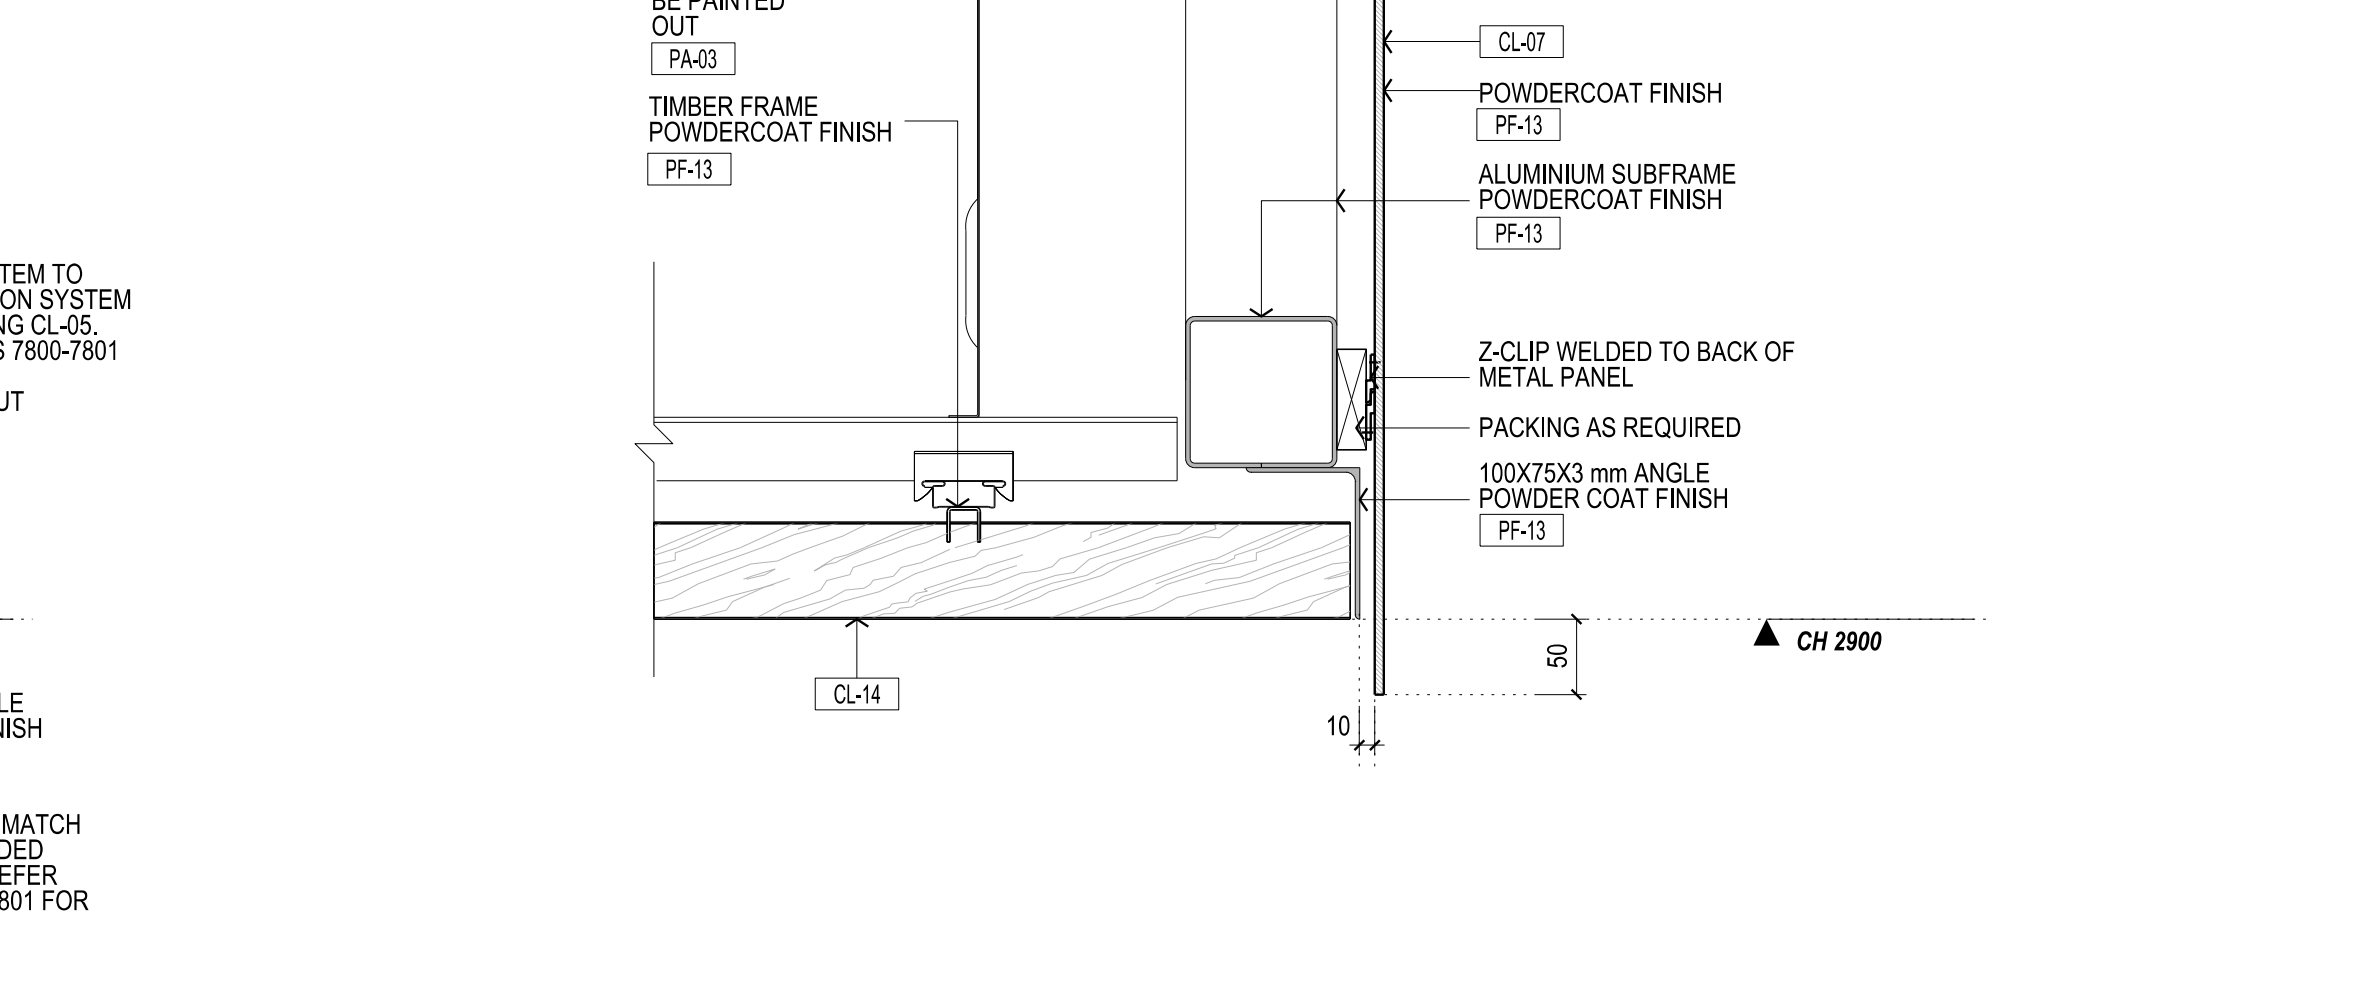 BE PAINTED
OUT
PA-03
TIMBER FRAME
POWDERCOAT FINISH
PF-13
TEM TO
ON SYSTEM
NG CL-05.
S 7800-7801
UT
LE
NISH
MATCH
DED
EFER
801 FOR
CL-07
POWDERCOAT FINISH
PF-13
ALUMINIUM SUBFRAME
POWDERCOAT FINISH
PF-13
Z-CLIP WELDED TO BACK OF
METAL PANEL
PACKING AS REQUIRED
100X75X3 mm ANGLE
POWDER COAT FINISH
PF-13
CL-14
50
10
CH 2900